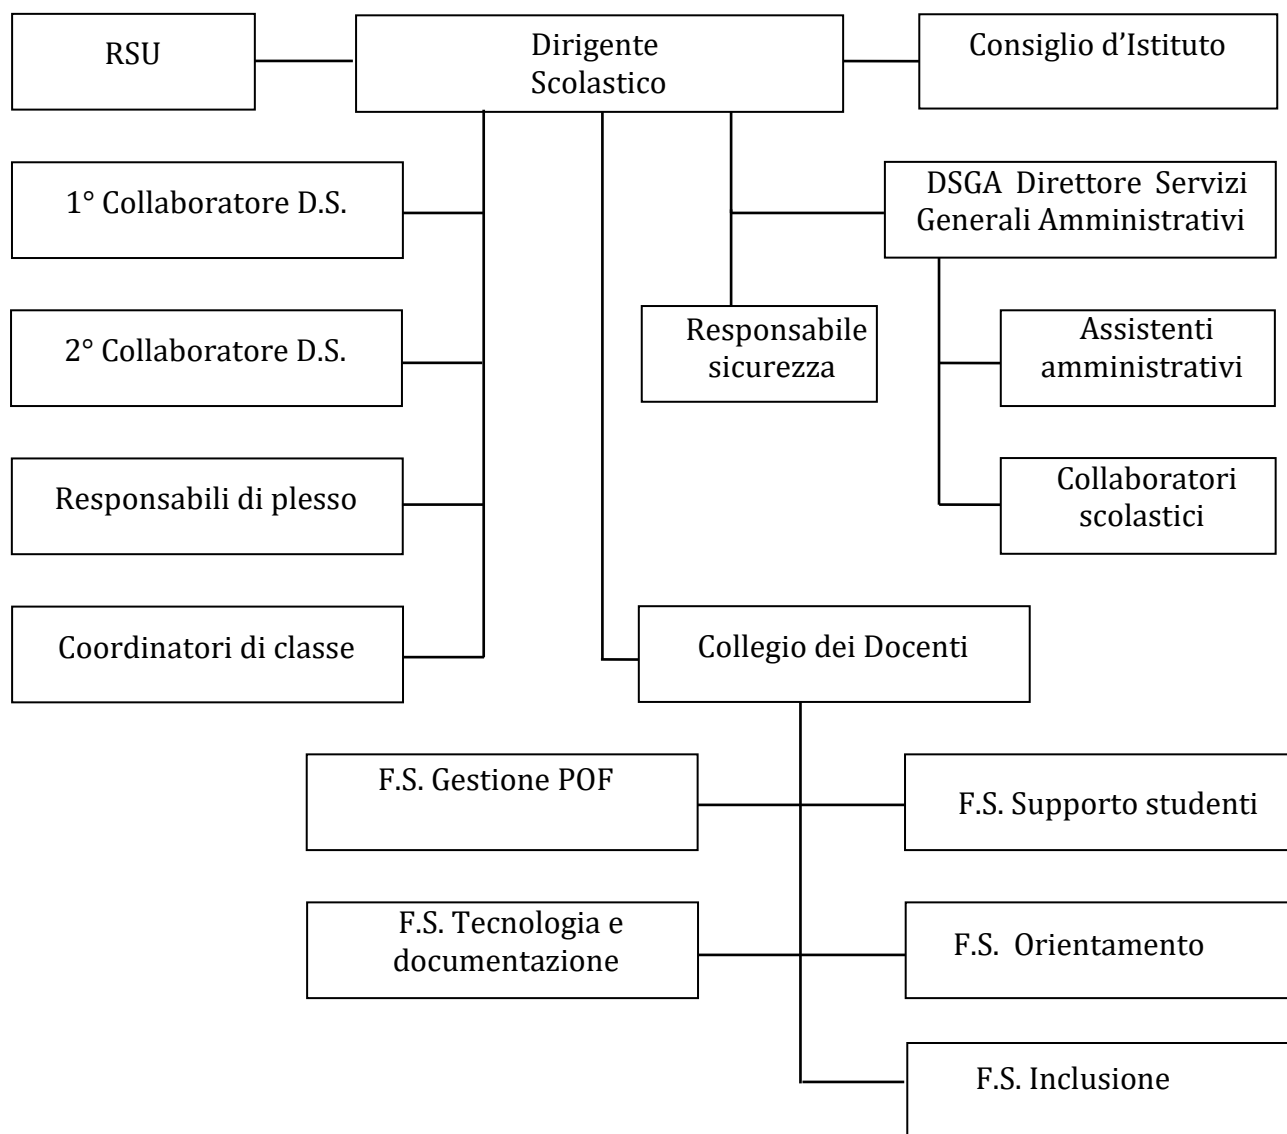 RSU
Dirigente
Scolastico
Consiglio d’Istituto
1° Collaboratore D.S.
DSGA Direttore Servizi
Generali Amministrativi
2° Collaboratore D.S.
Responsabile
sicurezza
Assistenti
amministrativi
Responsabili di plesso
Collaboratori
scolastici
Coordinatori di classe
Collegio dei Docenti
F.S. Gestione POF
F.S. Supporto studenti
F.S. Tecnologia e
documentazione
F.S. Orientamento
F.S. Inclusione